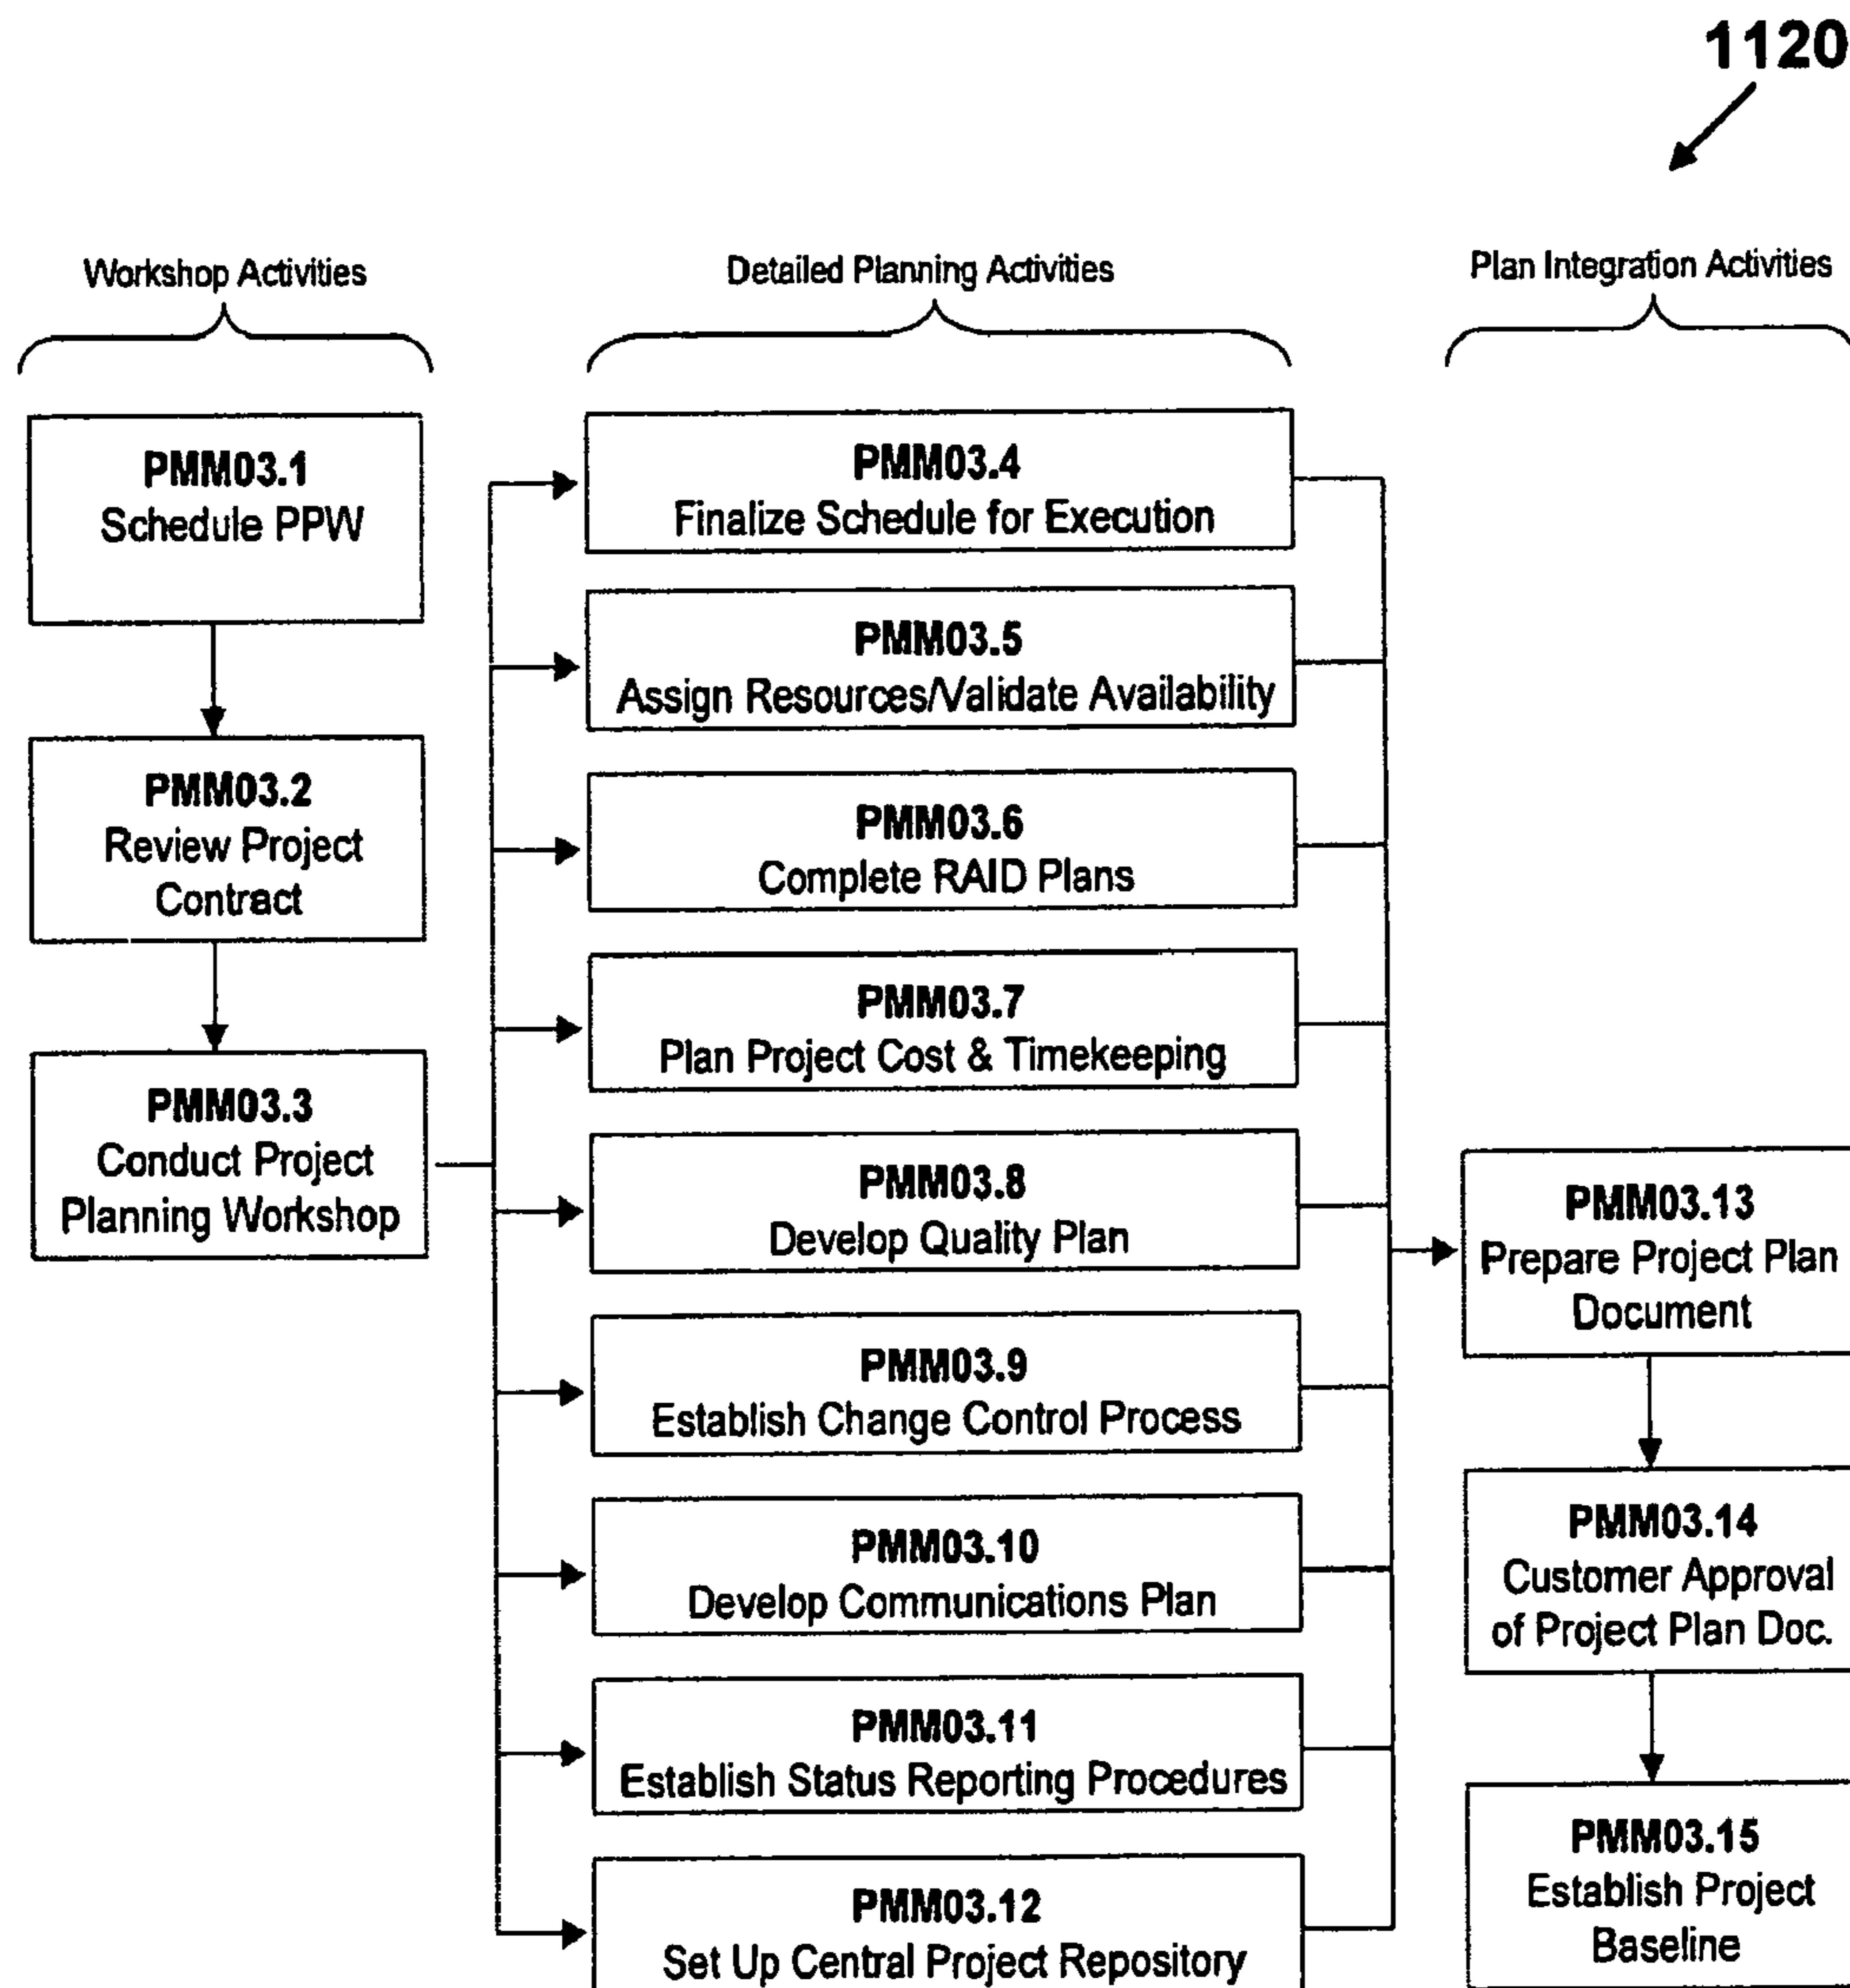 1120
Workshop Activities
Detailed Planning Activities
Plan Integration Activities
PMM03.1
Schedule PPW
PMM03.2
Review Project
Contract
PMM03.3
Conduct Project
Planning Workshop
PMM03.4
Finalize Schedule for Execution
PMM03.5
Assign Resources/Validate Availability
PMM03.6
Complete RAID Plans
PMM03.7
Plan Project Cost & Timekeeping
PMM03.8
Develop Quality Plan
PMM03.9
Establish Change Control Process
PMM03.10
Develop Communications Plan
PMM03.11
Establish Status Reporting Procedures
PMM03.12
Set Up Central Project Repository
PMM03.13
Prepare Project Plan
Document
PMM03.14
Customer Approval
of Project Plan Doc.
PMM03.15
Establish Project
Baseline